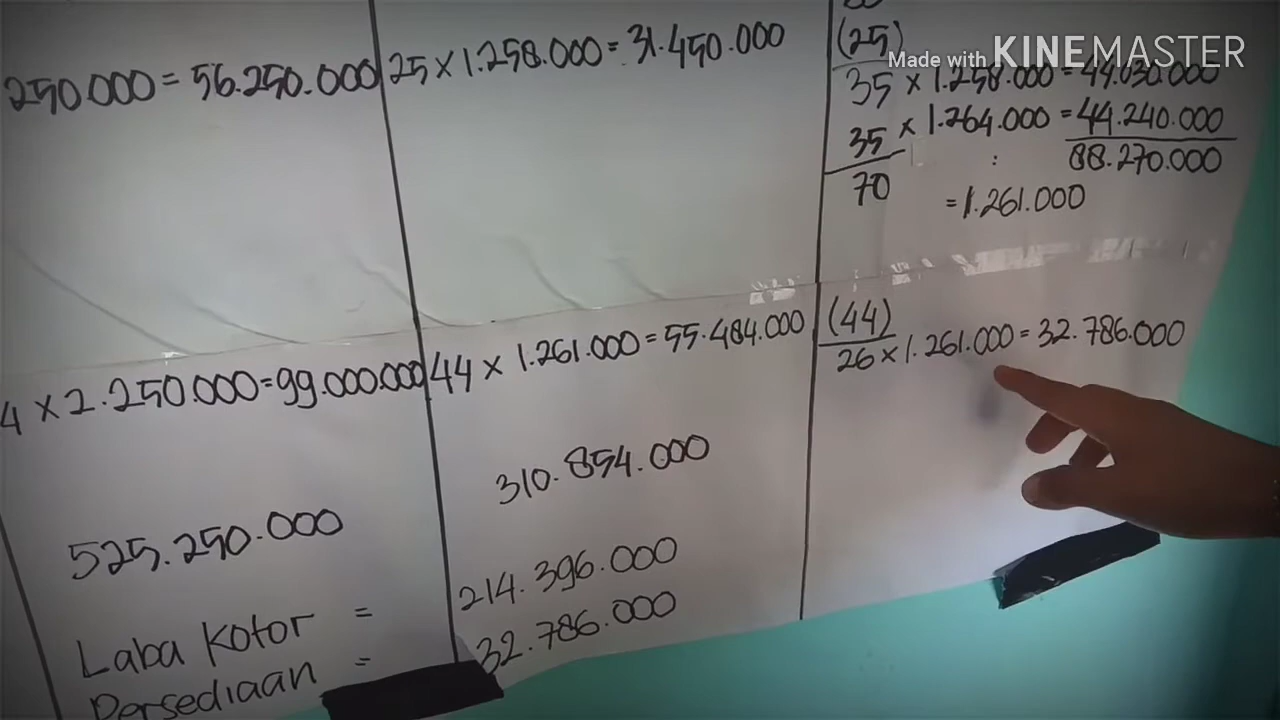 250.000 = 56.250.000
25 × 1.258.000 = 31.450.000
(25)
35 × 1.258.000 = 44.030.000
35 × 1.264.000 = 44.240.000
70 : 88.270.000
= 1.261.000
4 × 2.250.000 = 99.000.000
44 × 1.261.000 = 55.484.000
(44)
26 × 1.261.000 = 32.786.000
310.854.000
525.250.000
Laba Kotor = 214.396.000
Persediaan = 32.786.000
Made with KINEMASTER